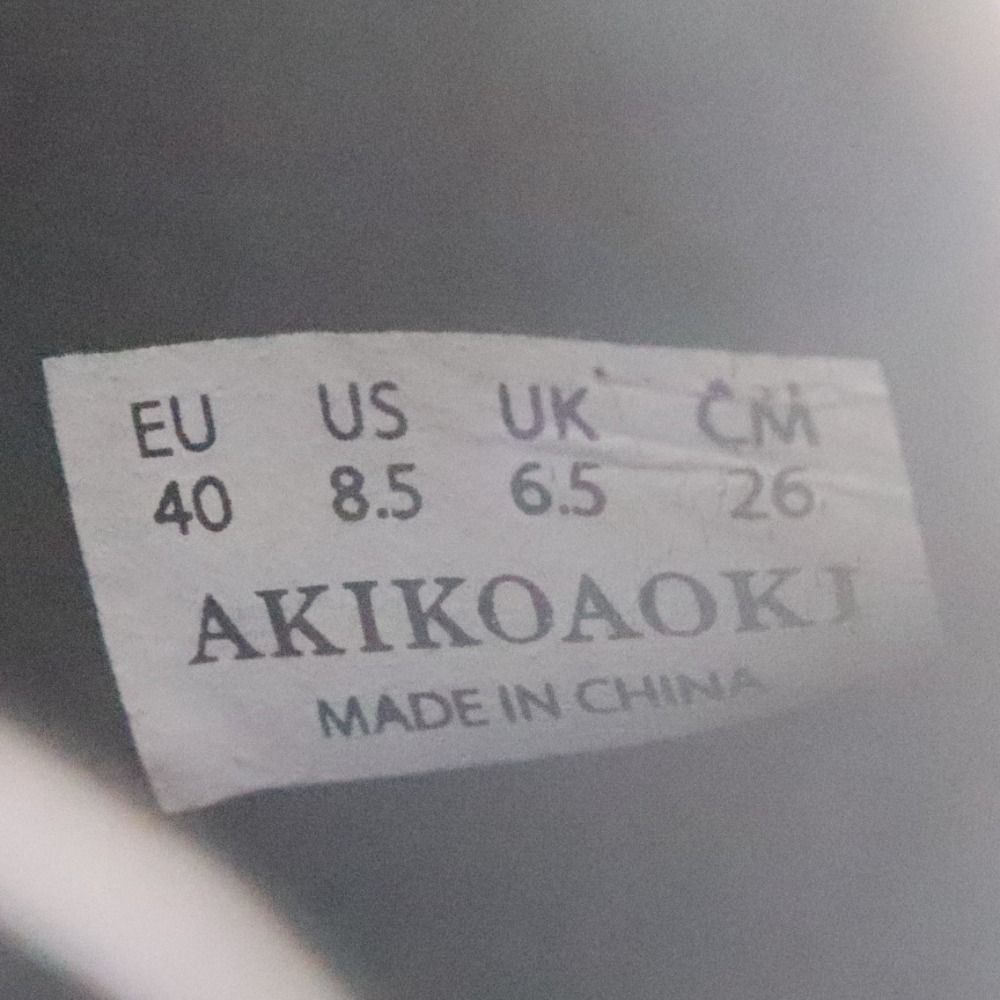 EU US UK CM
40 8.5 6.5 26
AKIKOAOKI
MADE IN CHINA